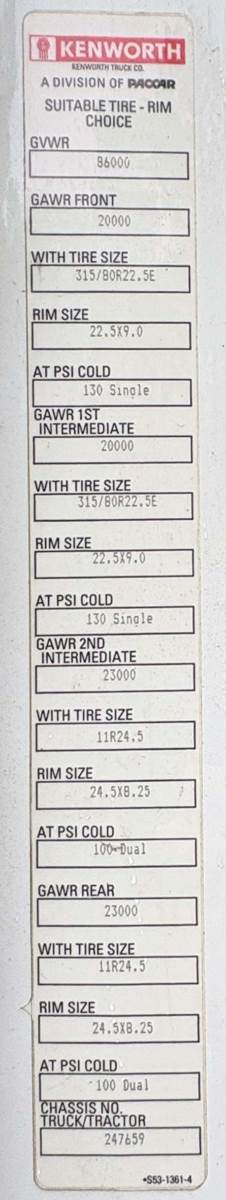 KENWORTH
KENWORTH TRUCK CO.
A DIVISION OF PACCAR
SUITABLE TIRE - RIM
CHOICE
GVWR
86000
GAWR FRONT
20000
WITH TIRE SIZE
315/80R22.5E
RIM SIZE
22.5X9.0
AT PSI COLD
130 Single
GAWR 1ST
INTERMEDIATE
20000
WITH TIRE SIZE
315/80R22.5E
RIM SIZE
22.5X9.0
AT PSI COLD
130 Single
GAWR 2ND
INTERMEDIATE
23000
WITH TIRE SIZE
11R24.5
RIM SIZE
24.5X8.25
AT PSI COLD
100 Dual
GAWR REAR
23000
WITH TIRE SIZE
11R24.5
RIM SIZE
24.5X8.25
AT PSI COLD
100 Dual
CHASSIS NO.
TRUCK/TRACTOR
247659
•S53-1361-4